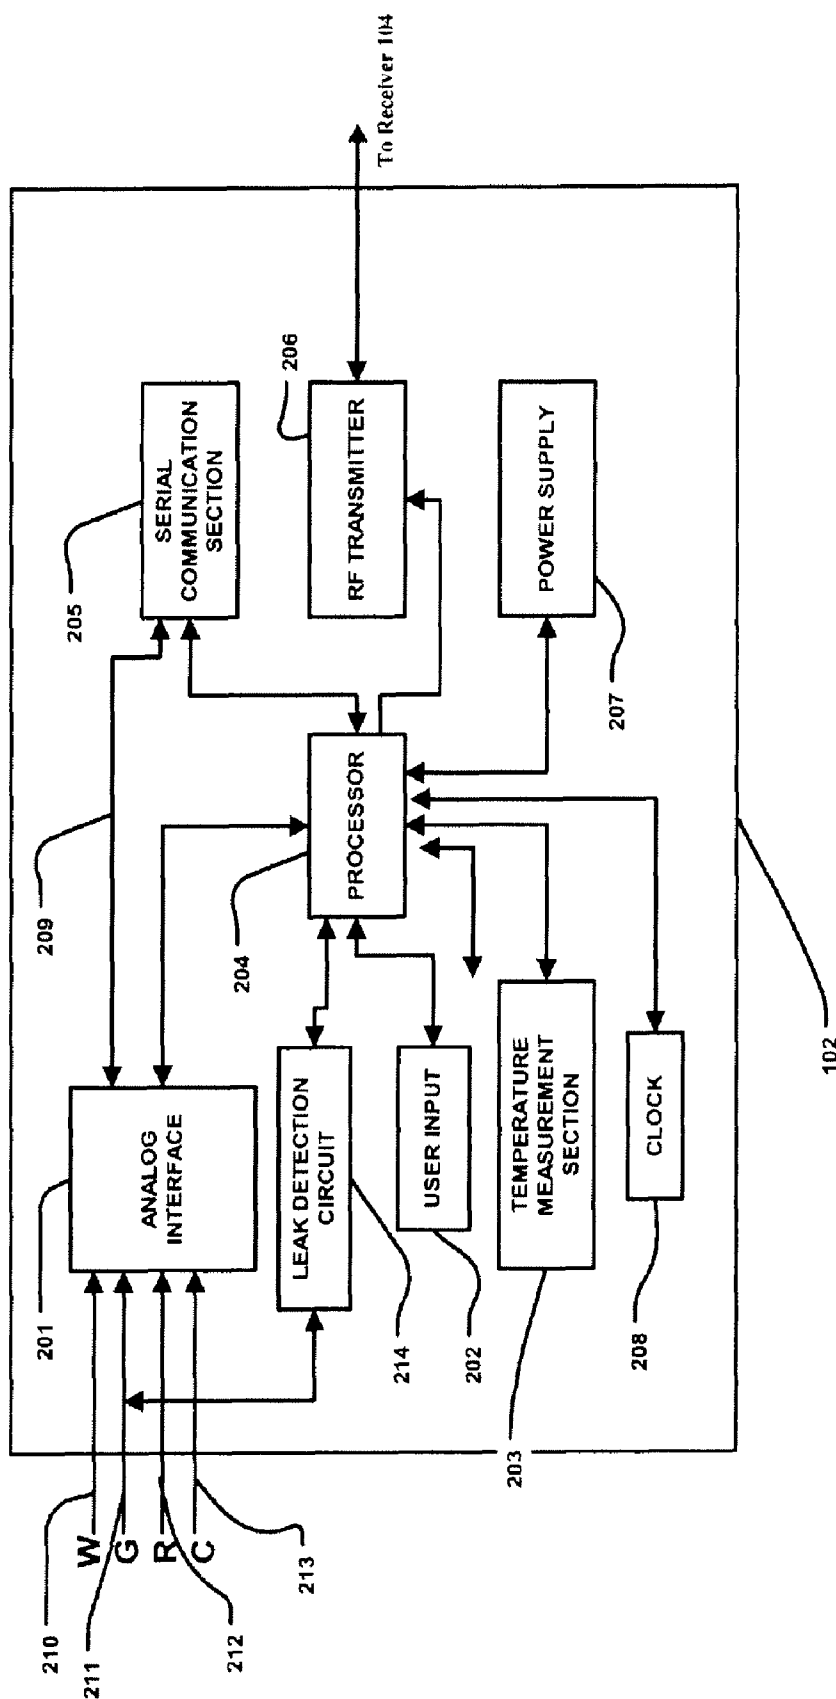 210
W
211
G
212
R
213
C
201
ANALOG
INTERFACE
209
205
SERIAL
COMMUNICATION
SECTION
204
PROCESSOR
206
RF TRANSMITTER
To Receiver 104
LEAK DETECTION
CIRCUIT
214
USER INPUT
202
TEMPERATURE
MEASUREMENT
SECTION
203
POWER SUPPLY
207
CLOCK
208
102